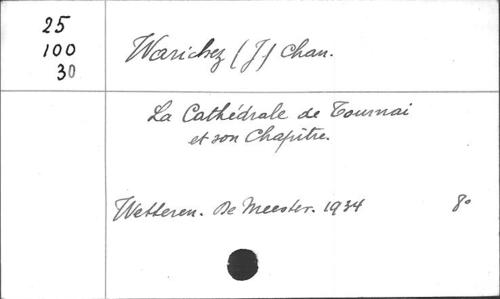 25
100
30
Warichez (J) Chan.
La Cathédrale de Tournai
et son Chapitre.
Wetteren. De Meester. 1934 8°